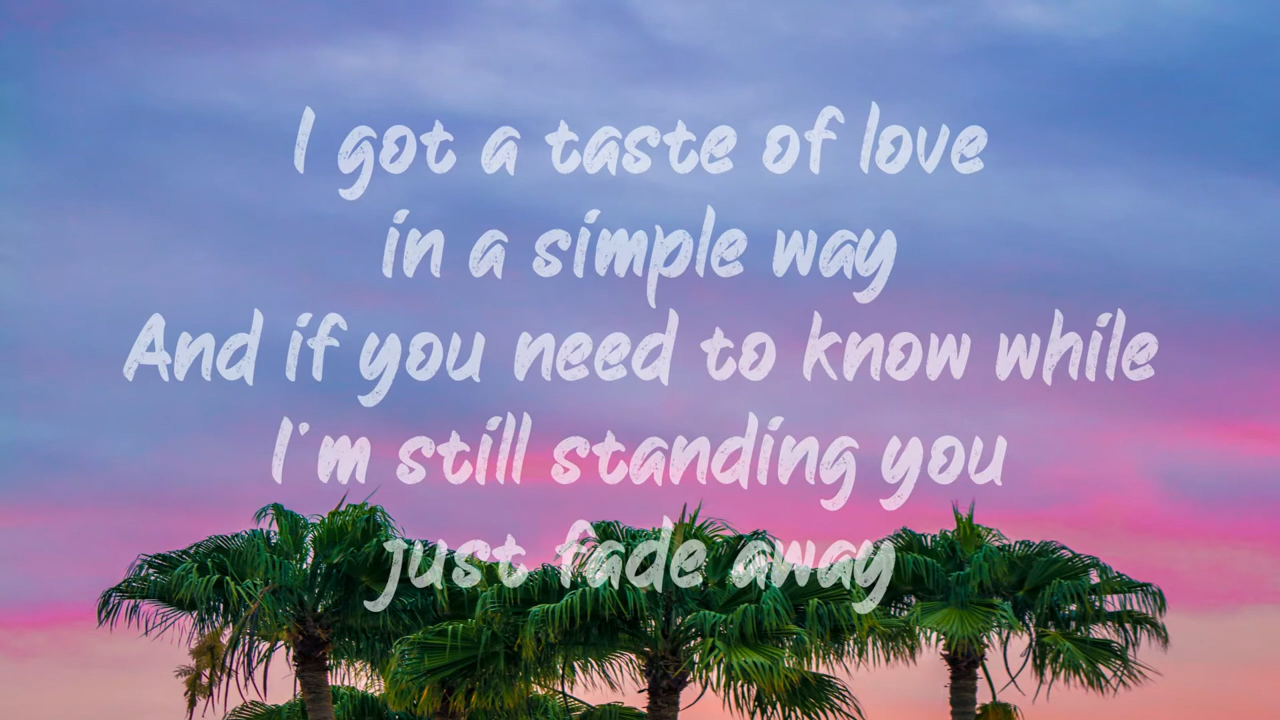 I got a taste of love
in a simple way
And if you need to know while
I'm still standing you
just fade away